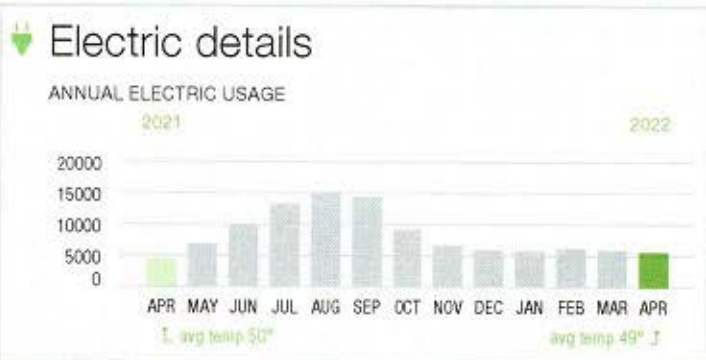 Electric details
ANNUAL ELECTRIC USAGE
2021 2022
20000
15000
10000
5000
0
APR MAY JUN JUL AUG SEP OCT NOV DEC JAN FEB MAR APR
avg temp 50° avg temp 49°